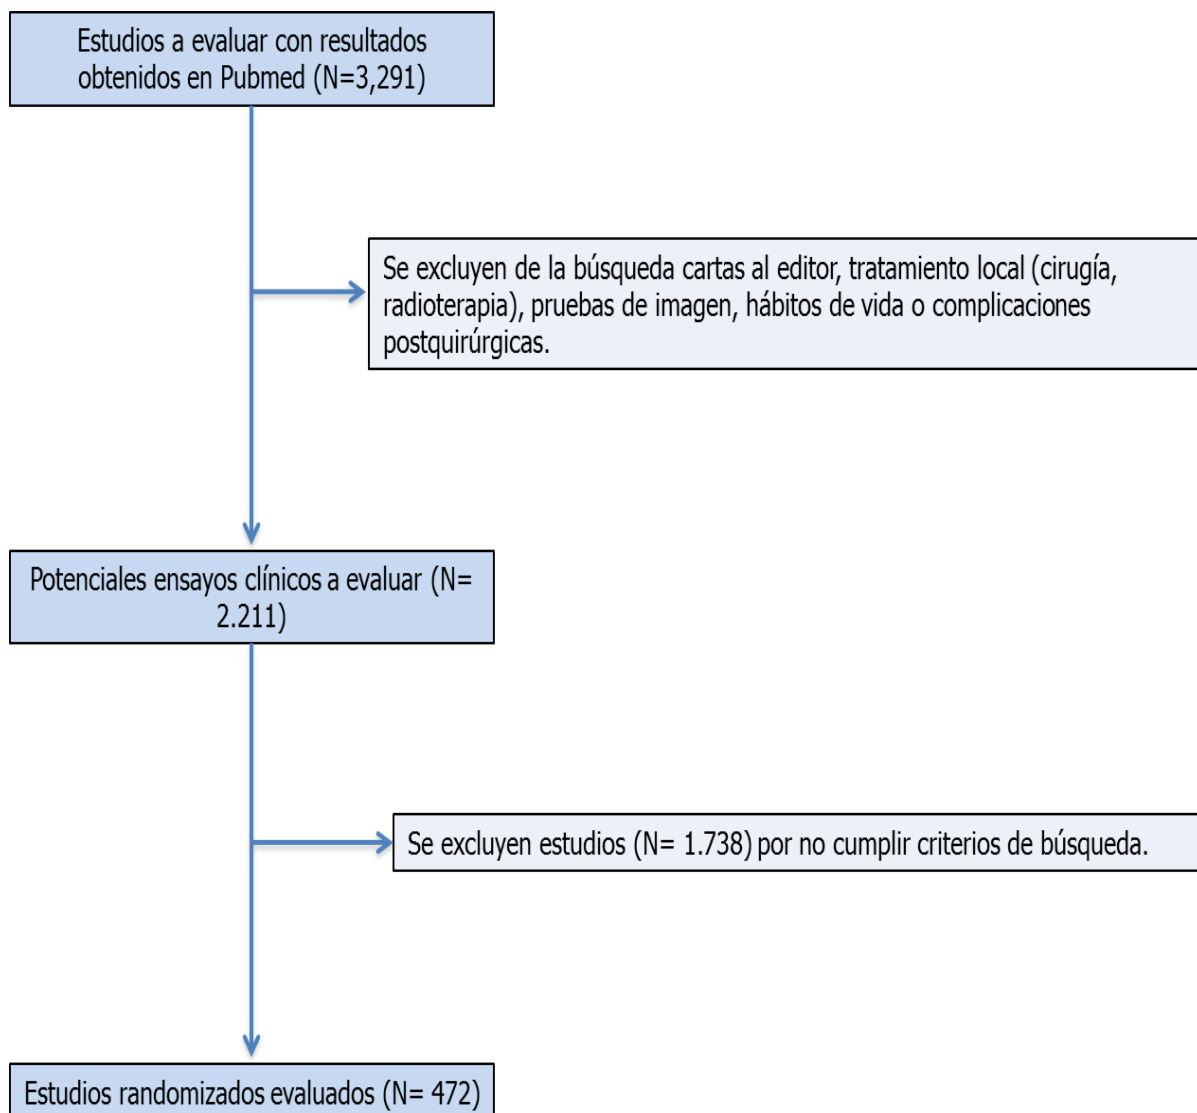 Estudios a evaluar con resultados
obtenidos en Pubmed (N=3,291)
Se excluyen de la búsqueda cartas al editor, tratamiento local (cirugía,
radioterapia), pruebas de imagen, hábitos de vida o complicaciones
postquirúrgicas.
Potenciales ensayos clínicos a evaluar (N=
2.211)
Se excluyen estudios (N= 1.738) por no cumplir criterios de búsqueda.
Estudios randomizados evaluados (N= 472)